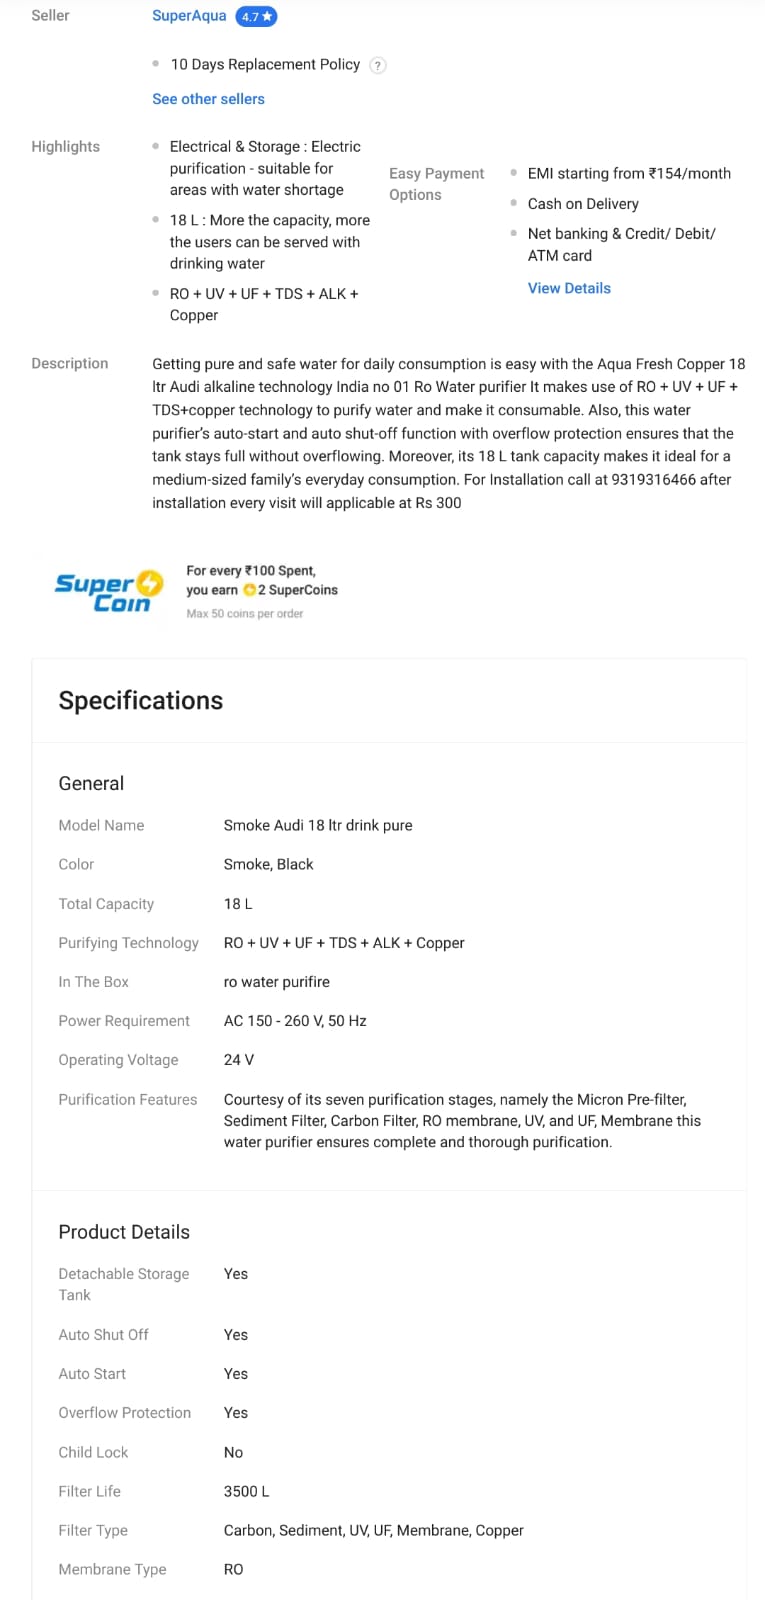 Seller
SuperAqua 4.7★
10 Days Replacement Policy ?
See other sellers
Highlights
Electrical & Storage : Electric
purification - suitable for
areas with water shortage
18 L : More the capacity, more
the users can be served with
drinking water
RO + UV + UF + TDS + ALK +
Copper
Easy Payment
Options
EMI starting from ₹154/month
Cash on Delivery
Net banking & Credit/ Debit/
ATM card
View Details
Description
Getting pure and safe water for daily consumption is easy with the Aqua Fresh Copper 18
ltr Audi alkaline technology India no 01 Ro Water purifier It makes use of RO + UV + UF +
TDS+copper technology to purify water and make it consumable. Also, this water
purifier's auto-start and auto shut-off function with overflow protection ensures that the
tank stays full without overflowing. Moreover, its 18 L tank capacity makes it ideal for a
medium-sized family's everyday consumption. For Installation call at 9319316466 after
installation every visit will applicable at Rs 300
Super
Coin
For every ₹100 Spent,
you earn 2 SuperCoins
Max 50 coins per order
Specifications
General
Model Name Smoke Audi 18 ltr drink pure
Color Smoke, Black
Total Capacity 18 L
Purifying Technology RO + UV + UF + TDS + ALK + Copper
In The Box ro water purifire
Power Requirement AC 150 - 260 V, 50 Hz
Operating Voltage 24 V
Purification Features Courtesy of its seven purification stages, namely the Micron Pre-filter,
Sediment Filter, Carbon Filter, RO membrane, UV, and UF, Membrane this
water purifier ensures complete and thorough purification.
Product Details
Detachable Storage Yes
Tank
Auto Shut Off Yes
Auto Start Yes
Overflow Protection Yes
Child Lock No
Filter Life 3500 L
Filter Type Carbon, Sediment, UV, UF, Membrane, Copper
Membrane Type RO